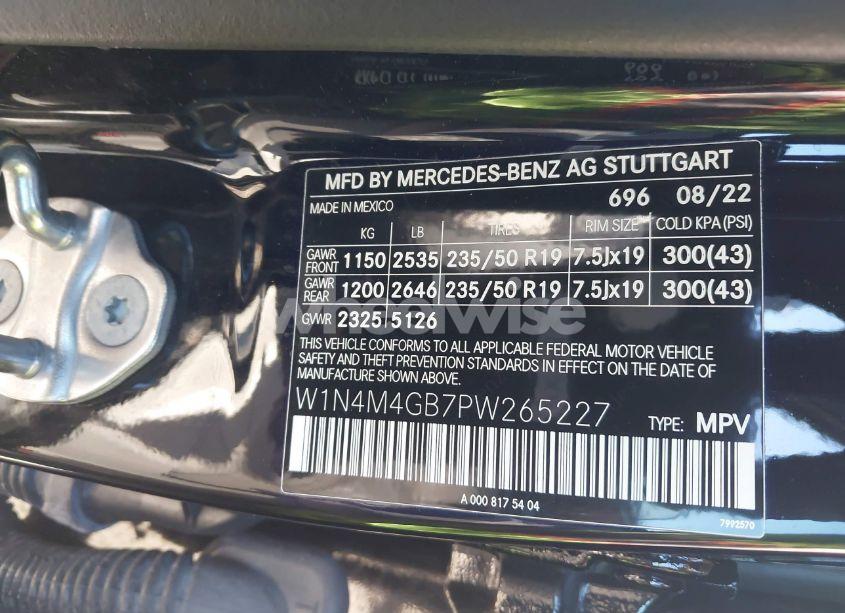 MFD BY MERCEDES-BENZ AG STUTTGART
MADE IN MEXICO 696 08/22
KG LB TIRES RIM SIZE COLD KPA (PSI)
GAWR FRONT 1150 2535 235/50 R19 7.5Jx19 300(43)
GAWR REAR 1200 2646 235/50 R19 7.5Jx19 300(43)
GVWR 2325 5126
wheelwise
THIS VEHICLE CONFORMS TO ALL APPLICABLE FEDERAL MOTOR VEHICLE
SAFETY AND THEFT PREVENTION STANDARDS IN EFFECT ON THE DATE
OF MANUFACTURE SHOWN ABOVE.
W1N4M4GB7PW265227 TYPE: MPV
A 000 817 54 04
7992570